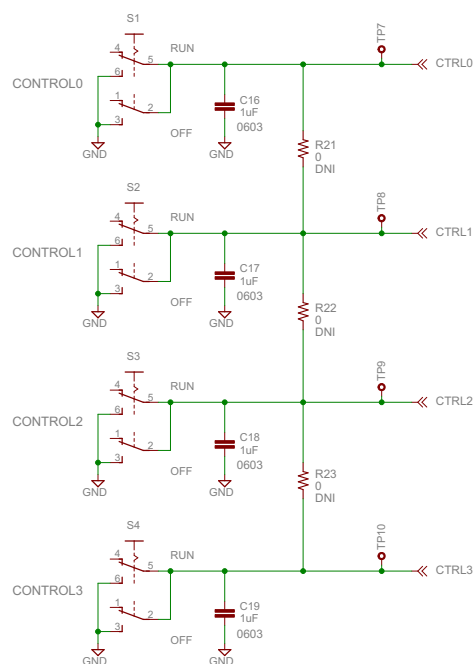 S1
4
5
RUN
TP7
CTRL0
CONTROL0
6
1
2
3
OFF
GND
C16
1uF
0603
GND
R21
0
DNI
S2
4
5
RUN
TP8
CTRL1
CONTROL1
6
1
2
3
OFF
GND
C17
1uF
0603
GND
R22
0
DNI
S3
4
5
RUN
TP9
CTRL2
CONTROL2
6
1
2
3
OFF
GND
C18
1uF
0603
GND
R23
0
DNI
S4
4
5
RUN
TP10
CTRL3
CONTROL3
6
1
2
3
OFF
GND
C19
1uF
0603
GND